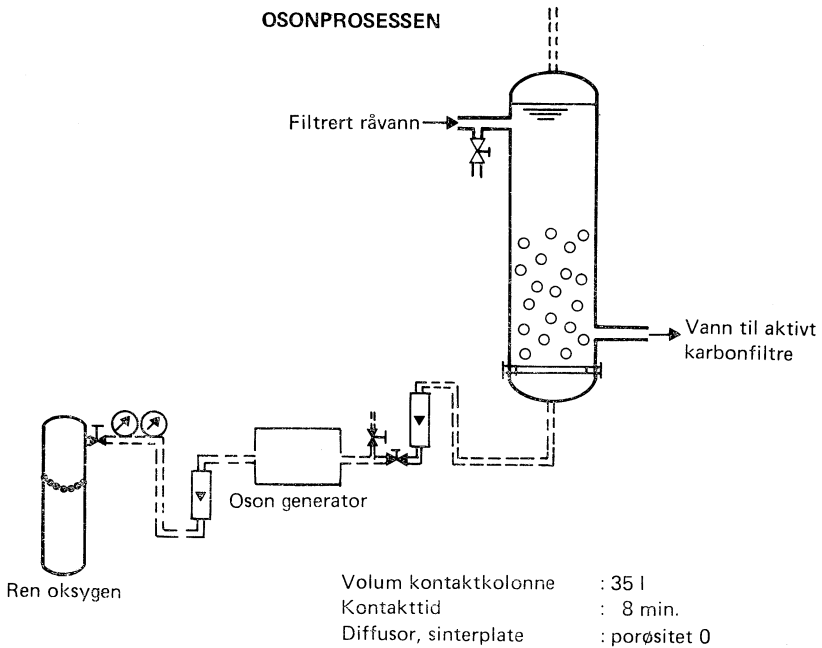 OSONPROSESSEN
Filtrert råvann
Vann til aktivt
karbonfiltre
Oson generator
Ren oksygen
Volum kontaktkolonne : 35 l
Kontakttid : 8 min.
Diffusor, sinterplate : porøsitet 0